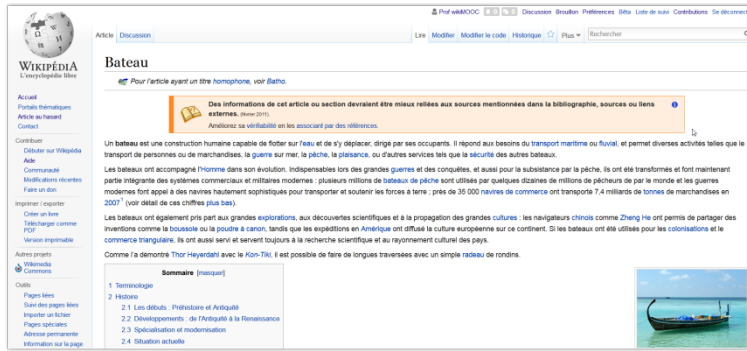 Prof wikiMOOC 0 0 Discussion Brouillon Préférences Bêta Liste de suivi Contributions Se déconnect
Article Discussion Lire Modifier Modifier le code Historique Plus Rechercher
WIKIPÉDIA
L'encyclopédie libre
Accueil
Portails thématiques
Article au hasard
Contact
Contribuer
Débuter sur Wikipédia
Aide
Communauté
Modifications récentes
Faire un don
Imprimer / exporter
Créer un livre
Télécharger comme
PDF
Version imprimable
Autres projets
Wikimedia
Commons
Outils
Pages liées
Suivi des pages liées
Importer un fichier
Pages spéciales
Adresse permanente
Information sur la page
Bateau
Pour l'article ayant un titre homophone, voir Batho.
Des informations de cet article ou section devraient être mieux reliées aux sources mentionnées dans la bibliographie, sources ou liens
externes. (février 2011).
Améliorez sa vérifiabilité en les associant par des références.
Un bateau est une construction humaine capable de flotter sur l'eau et de s'y déplacer, dirigé par ses occupants. Il répond aux besoins du transport maritime ou fluvial, et permet diverses activités telles que le
transport de personnes ou de marchandises, la guerre sur mer, la pêche, la plaisance, ou d'autres services tels que la sécurité des autres bateaux.
Les bateaux ont accompagné l'Homme dans son évolution. Indispensables lors des grandes guerres et des conquêtes, et aussi pour la subsistance par la pêche, ils ont été transformés et font maintenant
partie intégrante des systèmes commerciaux et militaires modernes : plusieurs millions de bateaux de pêche sont utilisés par quelques dizaines de millions de pêcheurs de par le monde et les guerres
modernes font appel à des navires hautement sophistiqués pour transporter et soutenir les forces à terre ; près de 35 000 navires de commerce ont transporté 7,4 milliards de tonnes de marchandises en
2007¹ (voir détail de ces chiffres plus bas).
Les bateaux ont également pris part aux grandes explorations, aux découvertes scientifiques et à la propagation des grandes cultures : les navigateurs chinois comme Zheng He ont permis de partager des
inventions comme la boussole ou la poudre à canon, tandis que les expéditions en Amérique ont diffusé la culture européenne sur ce continent. Si les bateaux ont été utilisés pour les colonisations et le
commerce triangulaire, ils ont aussi servi et servent toujours à la recherche scientifique et au rayonnement culturel des pays.
Comme l'a démontré Thor Heyerdahl avec le Kon-Tiki, il est possible de faire de longues traversées avec un simple radeau de rondins.
Sommaire [masquer]
1 Terminologie
2 Histoire
2.1 Les débuts : Préhistoire et Antiquité
2.2 Développements : de l'Antiquité à la Renaissance
2.3 Spécialisation et modernisation
2.4 Situation actuelle